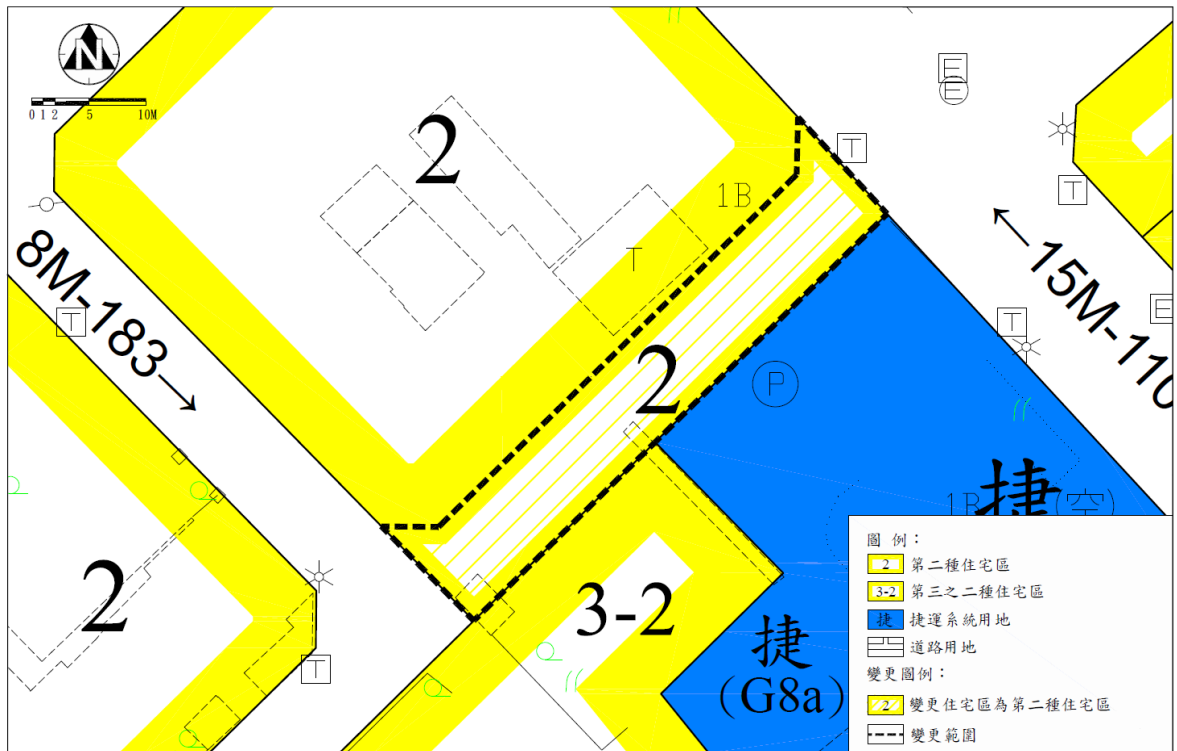 N
0 1 2 5 10M
2
1B
T
T
E
E
T
8M-183→
←15M-110
T
T
E
2
P
2
3-2
1B
捷(空)
捷
(G8a)
T
圖 例：
2 第二種住宅區
3-2 第三之二種住宅區
捷 捷運系統用地
道路用地
變更圖例：
2 變更住宅區為第二種住宅區
變更範圍